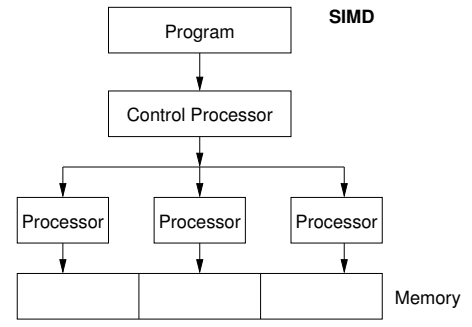 SIMD
Program
Control Processor
Processor Processor Processor
Memory